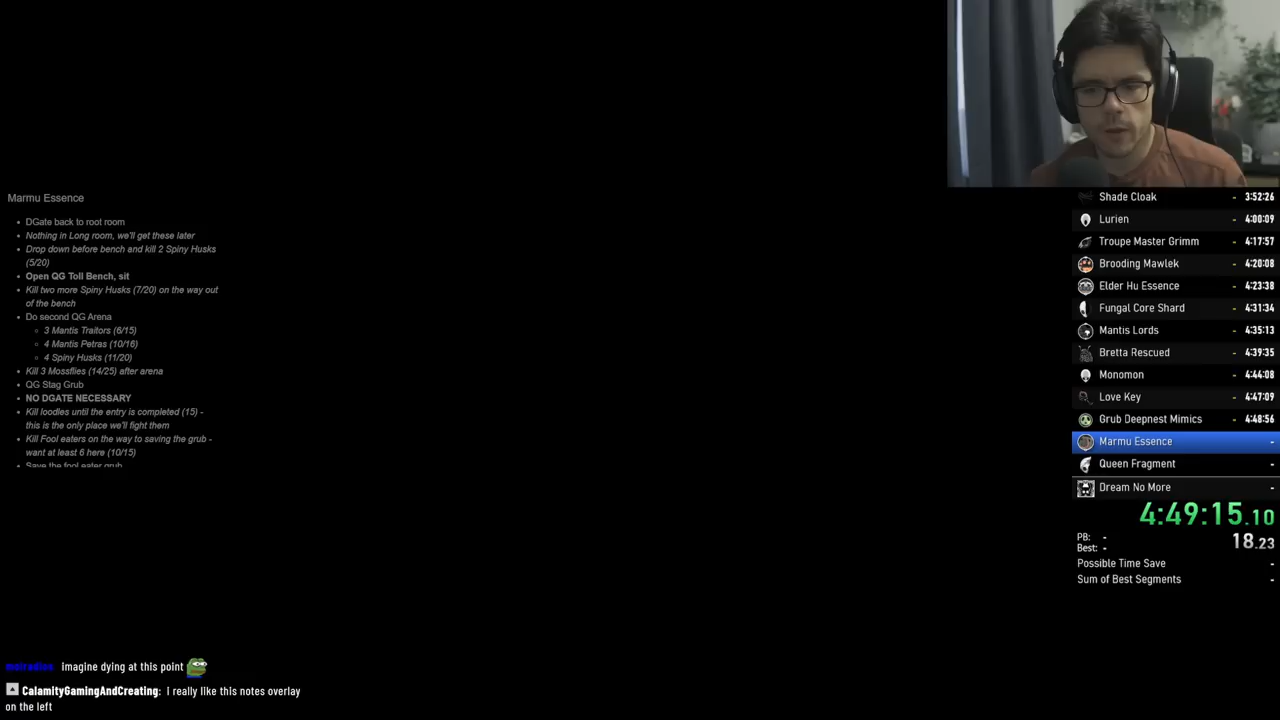 Marmu Essence
• DGate back to root room
• Nothing in Long room, we'll get these later
• Drop down before bench and kill 2 Spiny Husks
(5/20)
• Open QG Toll Bench, sit
• Kill two more Spiny Husks (7/20) on the way out
of the bench
• Do second QG Arena
3 Mantis Traitors (6/15)
4 Mantis Petras (10/16)
4 Spiny Husks (11/20)
• Kill 3 Mossflies (14/25) after arena
• QG Stag Grub
• NO DGATE NECESSARY
• Kill loodles until the entry is completed (15) -
this is the only place we'll fight them
• Kill Fool eaters on the way to saving the grub -
want at least 6 here (10/15)
• Save the fool eater grub
Shade Cloak - 3:52:26
Lurien - 4:00:09
Troupe Master Grimm - 4:17:57
Brooding Mawlek - 4:20:08
Elder Hu Essence - 4:23:38
Fungal Core Shard - 4:31:34
Mantis Lords - 4:35:13
Bretta Rescued - 4:39:35
Monomon - 4:44:08
Love Key - 4:47:09
Grub Deepnest Mimics - 4:48:56
Marmu Essence -
Queen Fragment -
Dream No More -
4:49:15.10
PB: - 18.23
Best: -
Possible Time Save -
Sum of Best Segments -
Imagine dying at this point
CalamityGamingAndCreating: I really like this notes overlay
on the left